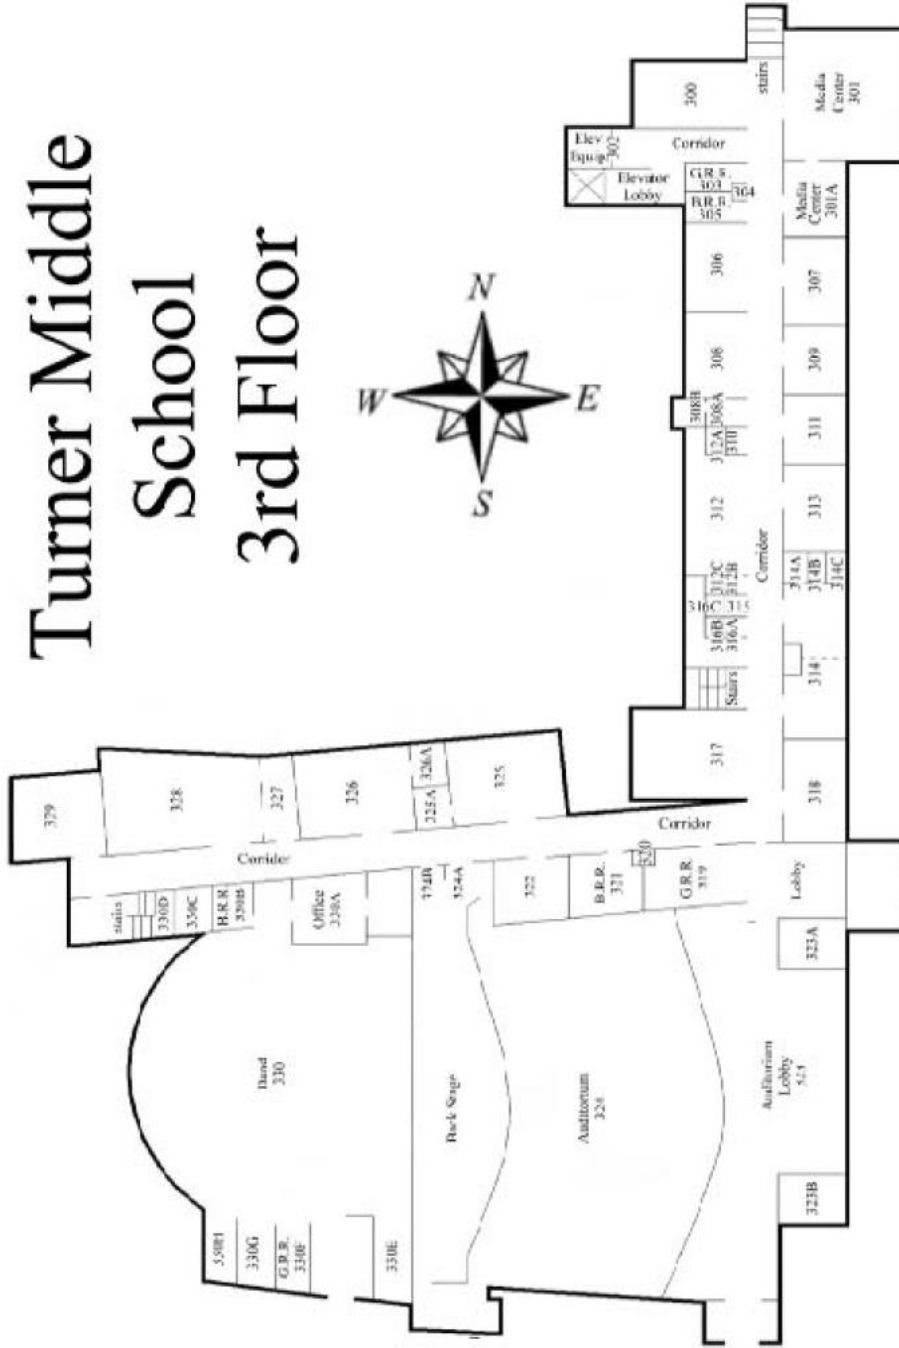 Turner Middle
School
3rd Floor
N
W
E
S
stairs
300
Media
Center
301
Elev
Equip
302
Corridor
Elevator
Lobby
G.R.R.
303
304
B.R.R.
305
Media
Center
301A
306
307
308
309
308B
308A
312A
310
311
312
313
Corridor
312C
312B
314A
314B
314C
316C
316B
316A
Stairs
314
317
318
329
328
327
326
326A
325A
325
Corridor
Corridor
stairs
330D
330C
B.R.R.
330B
Office
330A
324B
324A
322
B.R.R.
321
320
G.R.R.
319
Lobby
323A
Band
330
Back Stage
Auditorium
324
Auditorium
Lobby
323B
330H
330G
G.R.R.
330F
330E